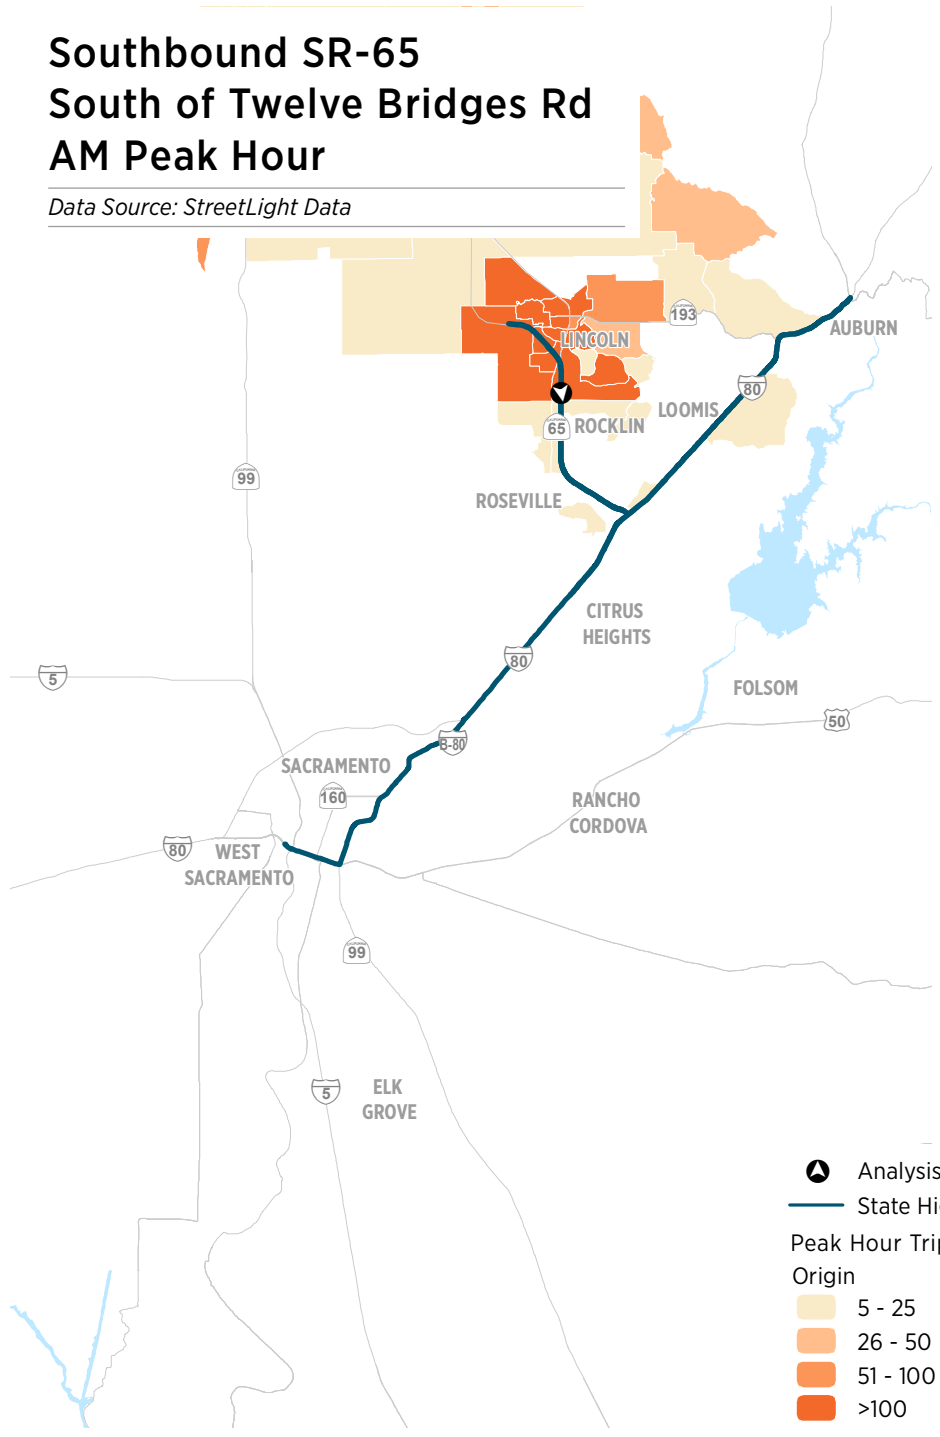 Southbound SR-65
South of Twelve Bridges Rd
AM Peak Hour
Data Source: StreetLight Data
193
AUBURN
LINCOLN
80
LOOMIS
65
ROCKLIN
99
ROSEVILLE
CITRUS
HEIGHTS
80
5
FOLSOM
50
B-80
SACRAMENTO
160
RANCHO
CORDOVA
80
WEST
SACRAMENTO
99
5
ELK
GROVE
Analysis
State Hi
Peak Hour Trip
Origin
5 - 25
26 - 50
51 - 100
>100